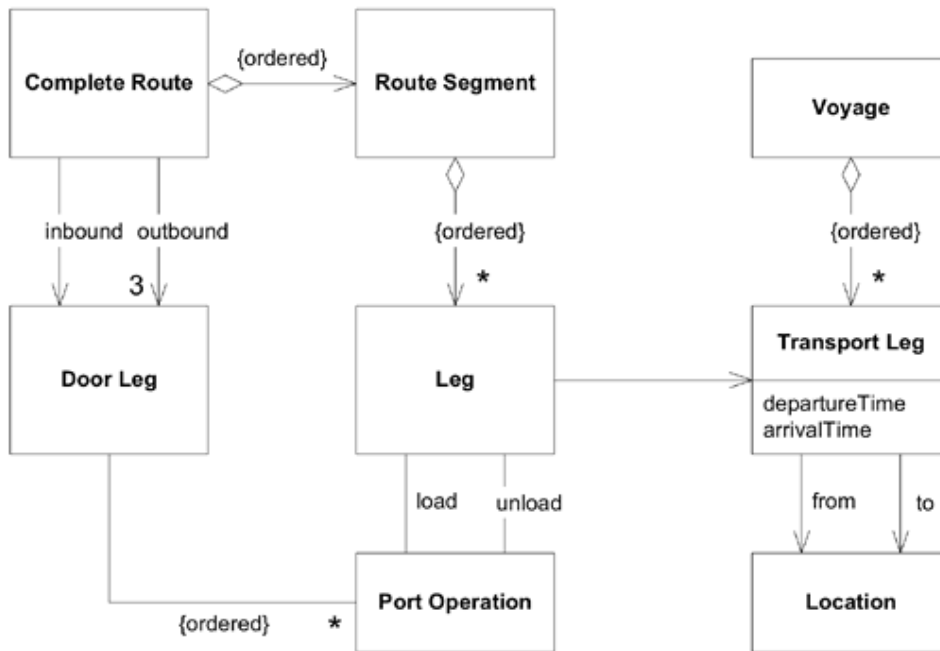 Complete Route
{ordered}
Route Segment
Voyage
inbound
outbound
{ordered}
{ordered}
3
*
*
Door Leg
Leg
Transport Leg
departureTime
arrivalTime
load
unload
from
to
Port Operation
Location
{ordered}
*